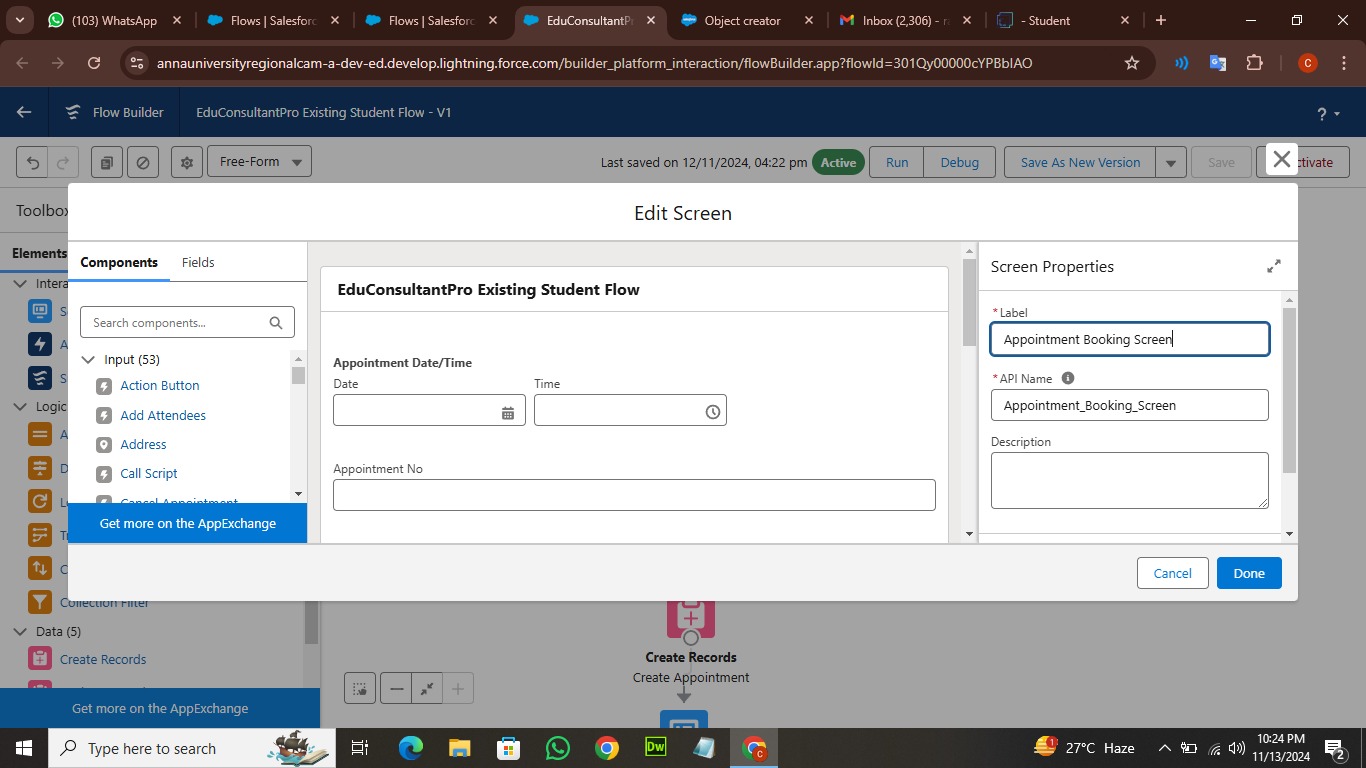 (103) WhatsApp
Flows | Salesforc
Flows | Salesforc
EduConsultantPr
Object creator
Inbox (2,306) - ra
- Student
annauniversityregionalcam-a-dev-ed.develop.lightning.force.com/builder_platform_interaction/flowBuilder.app?flowId=301Qy00000cYPBbIAO
C
Flow Builder
EduConsultantPro Existing Student Flow - V1
?
Free-Form
Last saved on 12/11/2024, 04:22 pm
Active
Run
Debug
Save As New Version
Save
ctivate
Toolbox
Edit Screen
Elements
Components
Fields
Screen Properties
Intera
EduConsultantPro Existing Student Flow
* Label
Search components...
Appointment Booking Screen
Input (53)
Appointment Date/Time
Action Button
Date
Time
* API Name
Logic
Add Attendees
Appointment_Booking_Screen
Address
Description
Call Script
Appointment No
Cancel Appointment
Get more on the AppExchange
Cancel
Done
Collection Filter
Data (5)
Create Records
Create Records
Create Appointment
Get more on the AppExchange
Type here to search
Dw
C
27°C Haze
10:24 PM
11/13/2024
2